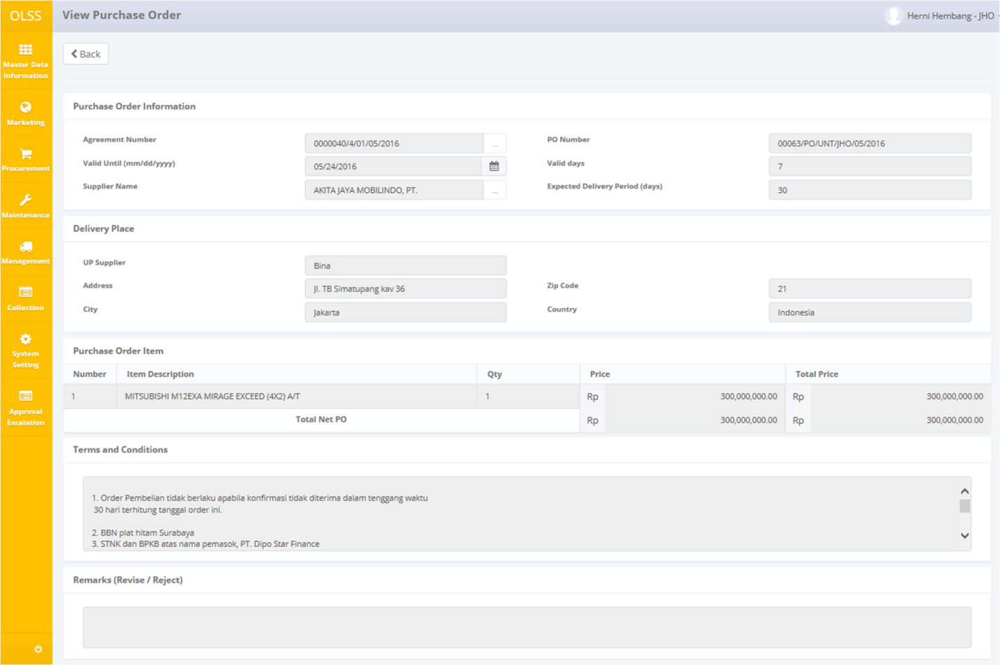 OLSS
View Purchase Order
Herni Hembang - JHO
Back
Master Data
Information
Marketing
Procurement
Maintenance
Management
Collection
System
Setting
Approval
Escalation
Purchase Order Information
Agreement Number 0000040/4/01/05/2016 ... PO Number 00063/PO/UNT/JHO/05/2016
Valid Until (mm/dd/yyyy) 05/24/2016 Valid days 7
Supplier Name AKITA JAYA MOBILINDO, PT. ... Expected Delivery Period (days) 30
Delivery Place
UP Supplier Bina
Address Jl. TB Simatupang kav 36 Zip Code 21
City Jakarta Country Indonesia
Purchase Order Item
Number Item Description Qty Price Total Price
1 MITSUBISHI M12EXA MIRAGE EXCEED (4X2) A/T 1 Rp 300,000,000.00 Rp 300,000,000.00
Total Net PO Rp 300,000,000.00 Rp 300,000,000.00
Terms and Conditions
1. Order Pembelian tidak berlaku apabila konfirmasi tidak diterima dalam tenggang waktu
30 hari terhitung tanggal order ini.
2. BBN plat hitam Surabaya
3. STNK dan BPKB atas nama pemasok, PT. Dipo Star Finance
Remarks (Revise / Reject)